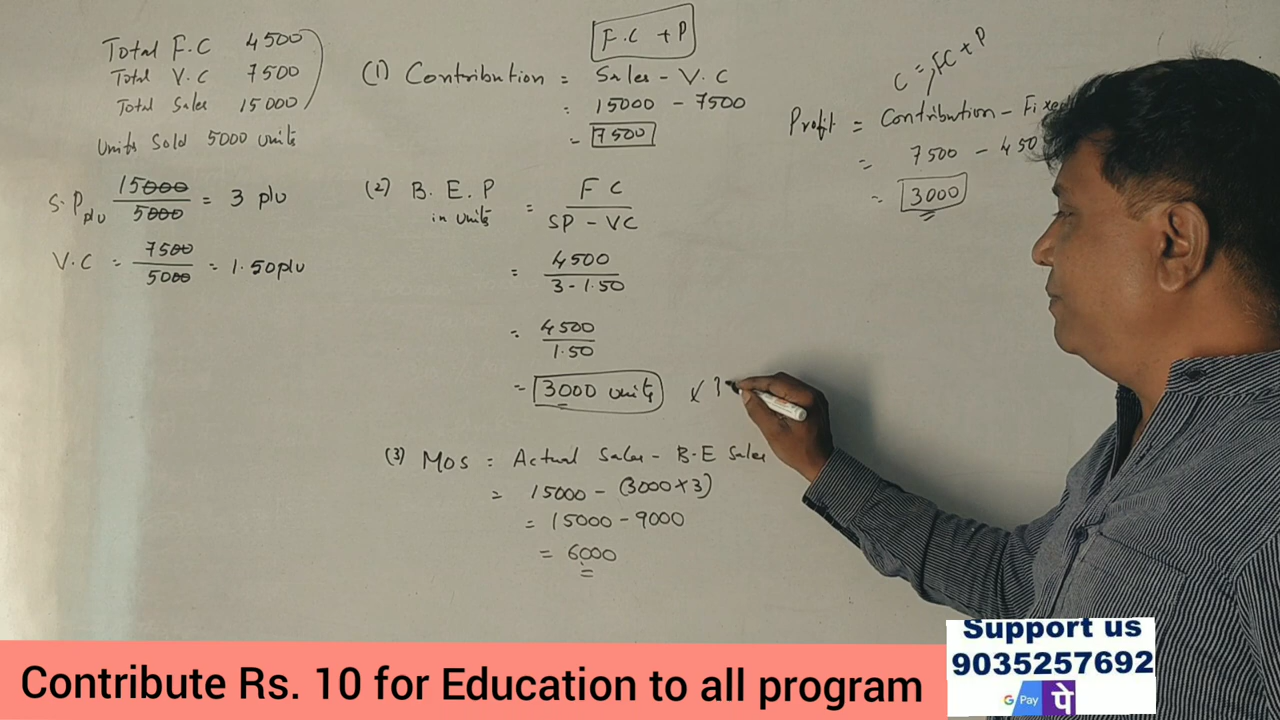 Total F.C 4500
Total V.C 7500
Total Sales 15000
Units Sold 5000 units
S.P p/u 15000 / 5000 = 3 p/u
V.C = 7500 / 5000 = 1.50 p/u
F.C + P
(1) Contribution = Sales - V.C
= 15000 - 7500
= 7500
(2) B.E.P in units = FC / SP - VC
= 4500 / 3 - 1.50
= 4500 / 1.50
= 3000 units ×
(3) MOS = Actual Sales - B.E Sales
= 15000 - (3000 × 3)
= 15000 - 9000
= 6000
C = FC + P
Profit = Contribution - Fixed
= 7500 - 450
= 3000
Contribute Rs. 10 for Education to all program
Support us
9035257692
G Pay पे